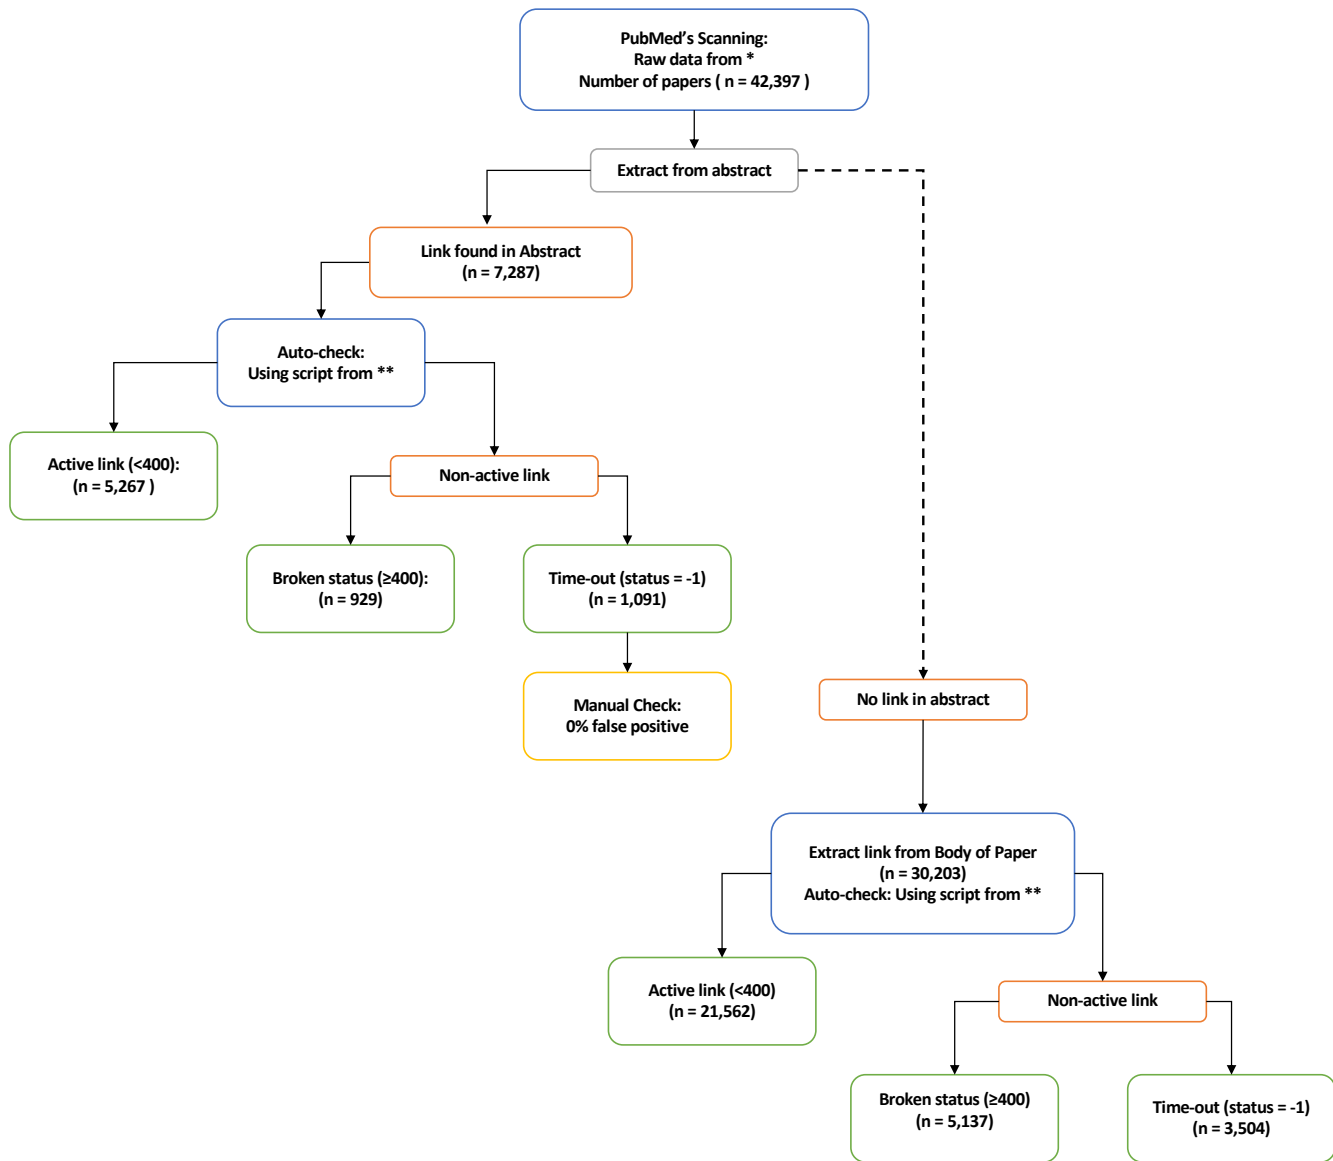 PubMed's Scanning:
Raw data from *
Number of papers ( n = 42,397 )
Extract from abstract
Link found in Abstract
(n = 7,287)
Auto-check:
Using script from **
Active link (<400):
(n = 5,267 )
Non-active link
Broken status (≥400):
(n = 929)
Time-out (status = -1)
(n = 1,091)
Manual Check:
0% false positive
No link in abstract
Extract link from Body of Paper
(n = 30,203)
Auto-check: Using script from **
Active link (<400)
(n = 21,562)
Non-active link
Broken status (≥400)
(n = 5,137)
Time-out (status = -1)
(n = 3,504)